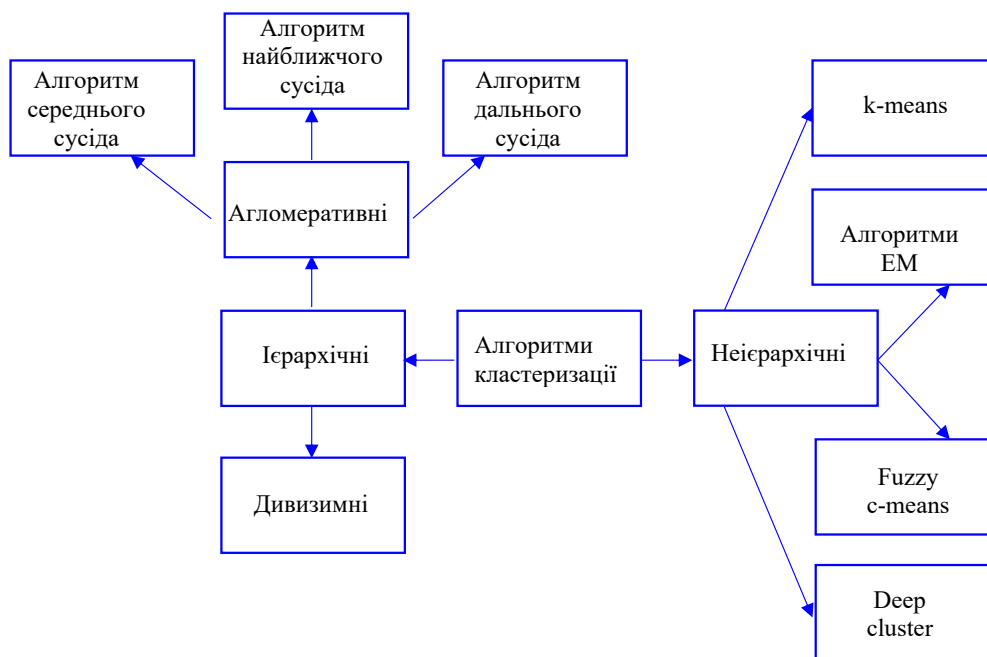 Алгоритм
найближчого
сусіда
Алгоритм
середнього
сусіда
Алгоритм
дальнього
сусіда
k-means
Агломеративні
Алгоритми
EM
Ієрархічні
Алгоритми
кластеризації
Неієрархічні
Дивизимні
Fuzzy
c-means
Deep
cluster